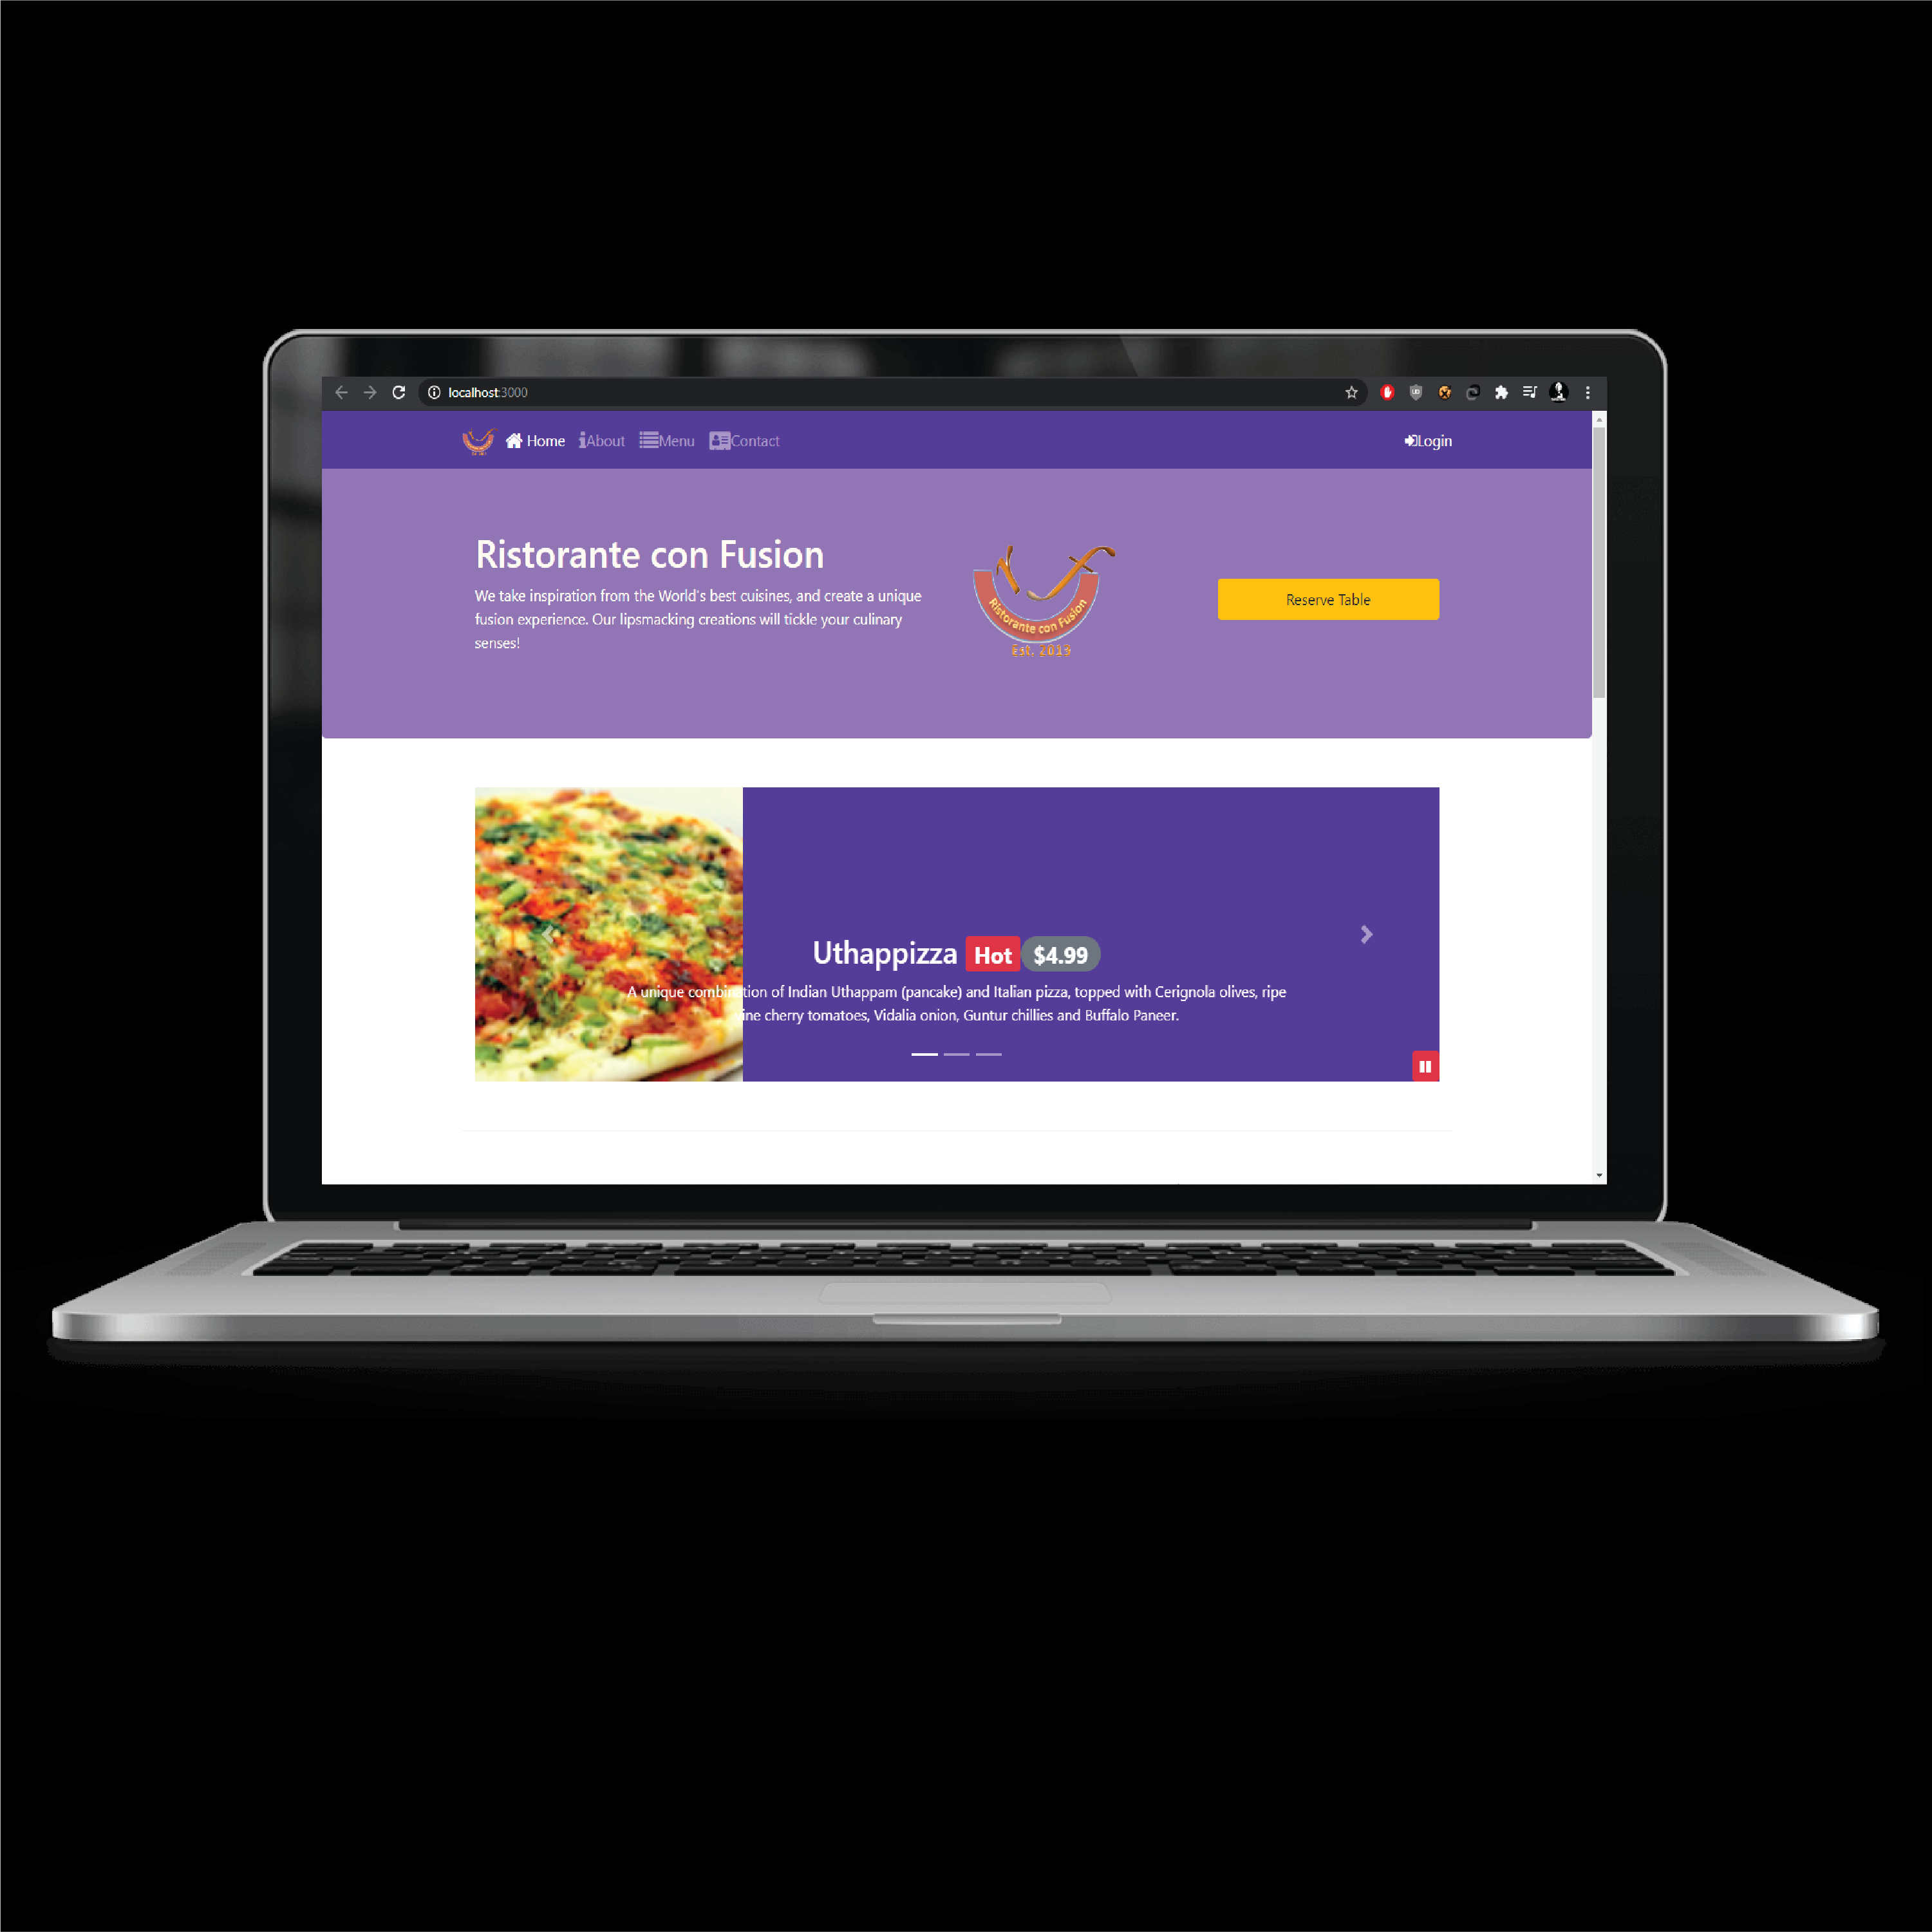 localhost:3000
Home About Menu Contact Login
Ristorante con Fusion
We take inspiration from the World's best cuisines, and create a unique
fusion experience. Our lipsmacking creations will tickle your culinary
senses!
Ristorante con Fusion
Est. 2019
Reserve Table
Uthappizza Hot $4.99
A unique combination of Indian Uthappam (pancake) and Italian pizza, topped with Cerignola olives, ripe
ine cherry tomatoes, Vidalia onion, Guntur chillies and Buffalo Paneer.